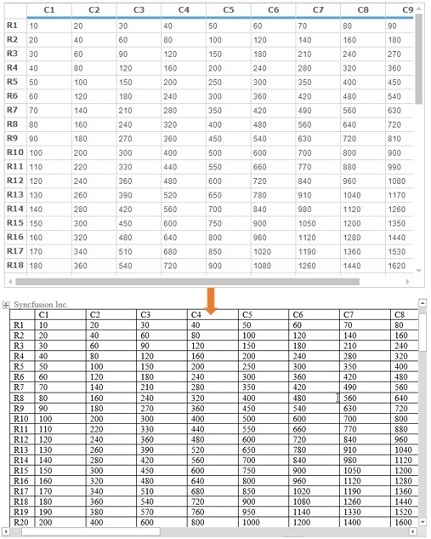 C1 C2 C3 C4 C5 C6 C7 C8 C9
R1 10 20 30 40 50 60 70 80 90
R2 20 40 60 80 100 120 140 160 180
R3 30 60 90 120 150 180 210 240 270
R4 40 80 120 160 200 240 280 320 360
R5 50 100 150 200 250 300 350 400 450
R6 60 120 180 240 300 360 420 480 540
R7 70 140 210 280 350 420 490 560 630
R8 80 160 240 320 400 480 560 640 720
R9 90 180 270 360 450 540 630 720 810
R10 100 200 300 400 500 600 700 800 900
R11 110 220 330 440 550 660 770 880 990
R12 120 240 360 480 600 720 840 960 1080
R13 130 260 390 520 650 780 910 1040 1170
R14 140 280 420 560 700 840 980 1120 1260
R15 150 300 450 600 750 900 1050 1200 1350
R16 160 320 480 640 800 960 1120 1280 1440
R17 170 340 510 680 850 1020 1190 1360 1530
R18 180 360 540 720 900 1080 1260 1440 1620
Syncfusion Inc.
C1 C2 C3 C4 C5 C6 C7 C8
R1 10 20 30 40 50 60 70 80
R2 20 40 60 80 100 120 140 160
R3 30 60 90 120 150 180 210 240
R4 40 80 120 160 200 240 280 320
R5 50 100 150 200 250 300 350 400
R6 60 120 180 240 300 360 420 480
R7 70 140 210 280 350 420 490 560
R8 80 160 240 320 400 480 560 640
R9 90 180 270 360 450 540 630 720
R10 100 200 300 400 500 600 700 800
R11 110 220 330 440 550 660 770 880
R12 120 240 360 480 600 720 840 960
R13 130 260 390 520 650 780 910 1040
R14 140 280 420 560 700 840 980 1120
R15 150 300 450 600 750 900 1050 1200
R16 160 320 480 640 800 960 1120 1280
R17 170 340 510 680 850 1020 1190 1360
R18 180 360 540 720 900 1080 1260 1440
R19 190 380 570 760 950 1140 1330 1520
R20 200 400 600 800 1000 1200 1400 1600